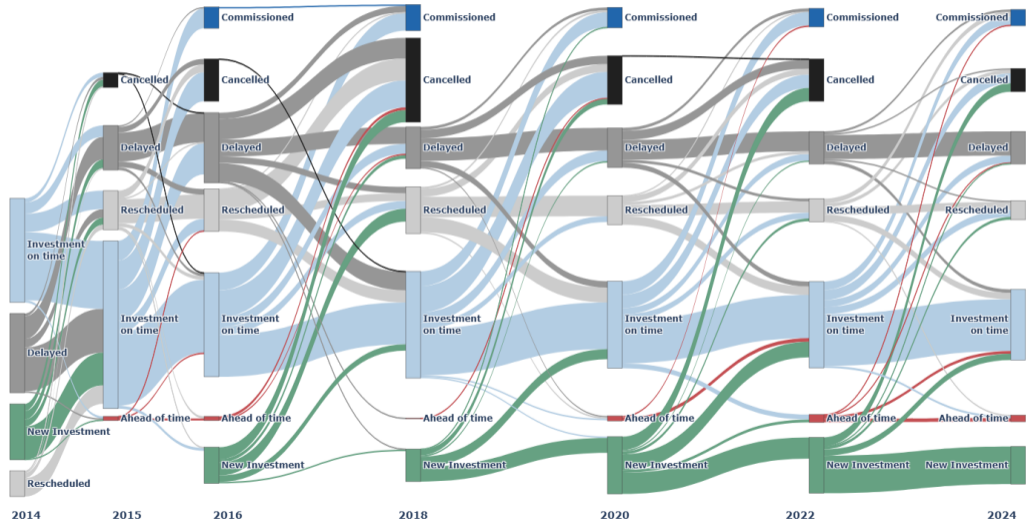 Commissioned
Commissioned
Commissioned
Commissioned
Commissioned
Cancelled
Cancelled
Cancelled
Cancelled
Cancelled
Cancelled
Delayed
Delayed
Delayed
Delayed
Delayed
Delayed
Rescheduled
Rescheduled
Rescheduled
Rescheduled
Rescheduled
Rescheduled
Investment
on time
Investment
on time
Investment
on time
Investment
on time
Investment
on time
Investment
on time
Investment
on time
Delayed
Ahead of time
Ahead of time
Ahead of time
Ahead of time
Ahead of time
Ahead of time
New Investment
New Investment
New Investment
New Investment
New Investment
New Investment
Rescheduled
2014
2015
2016
2018
2020
2022
2024